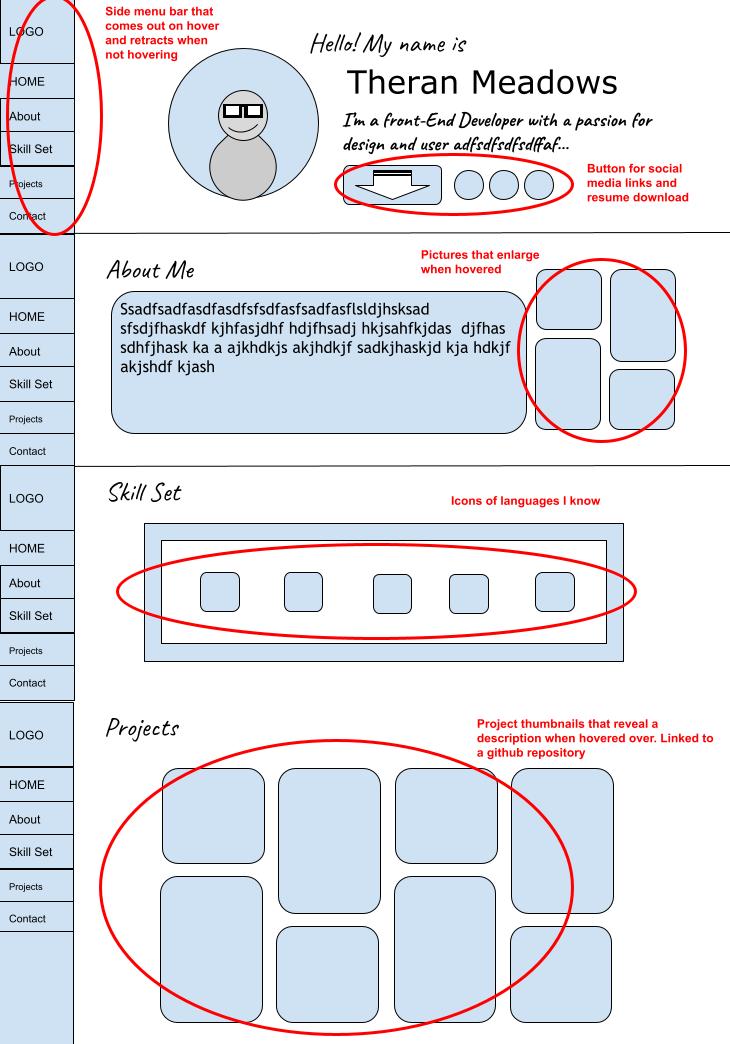 LOGO
HOME
About
Skill Set
Projects
Contact
Side menu bar that
comes out on hover
and retracts when
not hovering
Hello! My name is
Theran Meadows
I'm a front-End Developer with a passion for
design and user adfsdfsdfsdffaf...
Button for social
media links and
resume download
LOGO
HOME
About
Skill Set
Projects
Contact
About Me
Pictures that enlarge
when hovered
Ssadfsadfasdfasdfsfsdfasfsadfasflsldjhsksad
sfsdjfhaskdf kjhfasjdhf hdjfhsadj hkjsahfkjdas djfhas
sdhfjhask ka a ajkhdkjs akjhdkjf sadkjhaskjd kja hdkjf
akjshdf kjash
LOGO
HOME
About
Skill Set
Projects
Contact
Skill Set
Icons of languages I know
LOGO
HOME
About
Skill Set
Projects
Contact
Projects
Project thumbnails that reveal a
description when hovered over. Linked to
a github repository